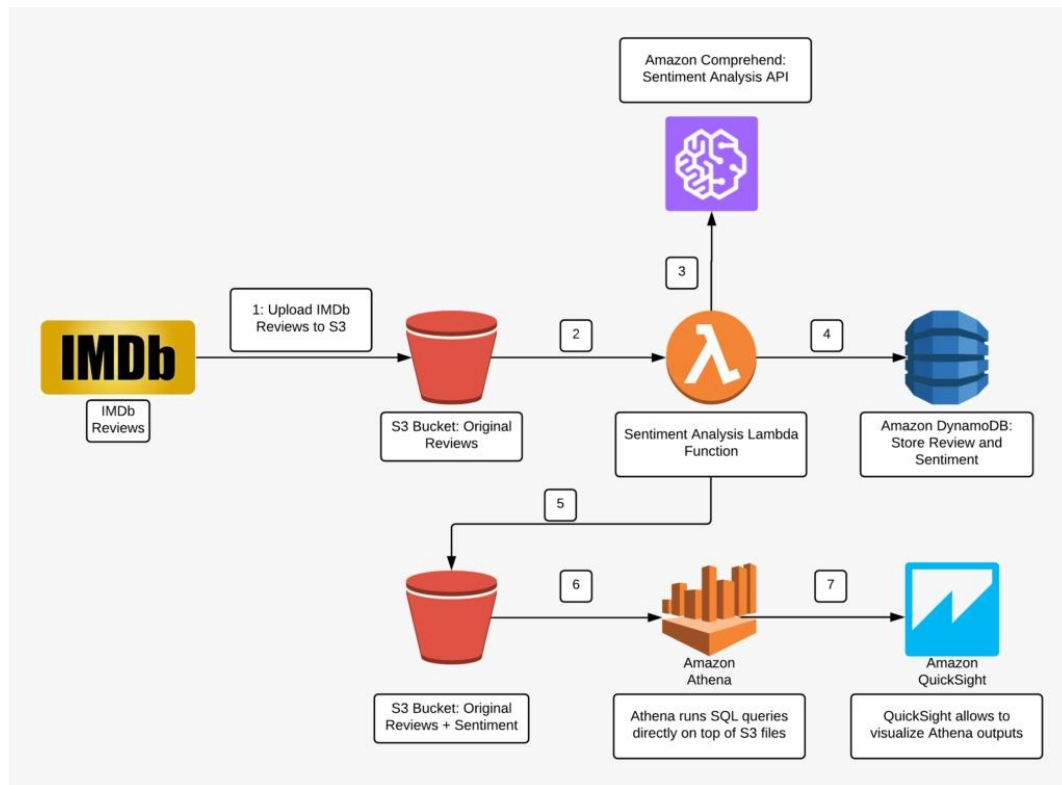 Amazon Comprehend:
Sentiment Analysis API
3
1: Upload IMDb
Reviews to S3
2
4
IMDb
IMDb
Reviews
S3 Bucket: Original
Reviews
Sentiment Analysis Lambda
Function
Amazon DynamoDB:
Store Review and
Sentiment
5
6
7
Amazon
Athena
Amazon
QuickSight
S3 Bucket: Original
Reviews + Sentiment
Athena runs SQL queries
directly on top of S3 files
QuickSight allows to
visualize Athena outputs